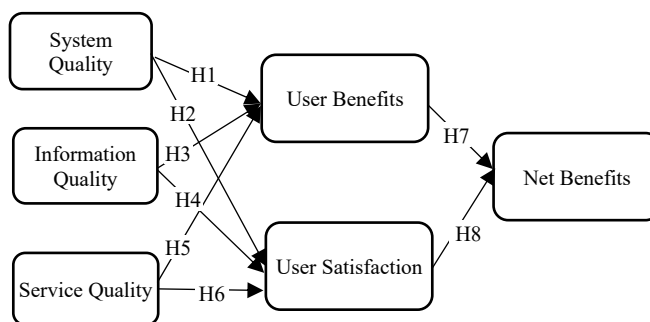 System
Quality
H1
User Benefits
H2
H7
Information
Quality
H3
Net Benefits
H4
H5
H8
Service Quality
H6
User Satisfaction